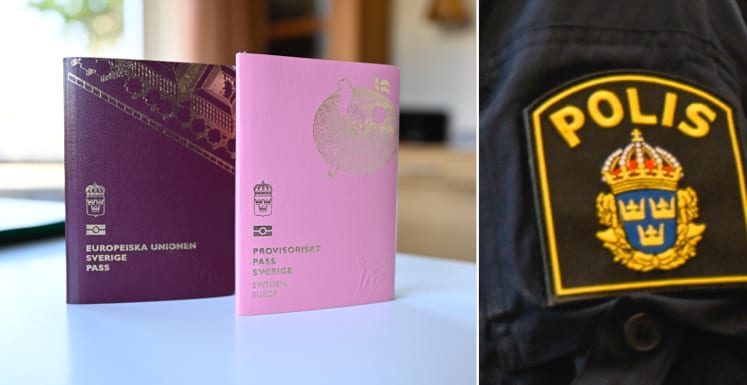 EUROPEISKA UNIONEN
SVERIGE
PASS
PROVISORISKT
PASS
SVERIGE
SWEDEN
SUÈDE
POLIS